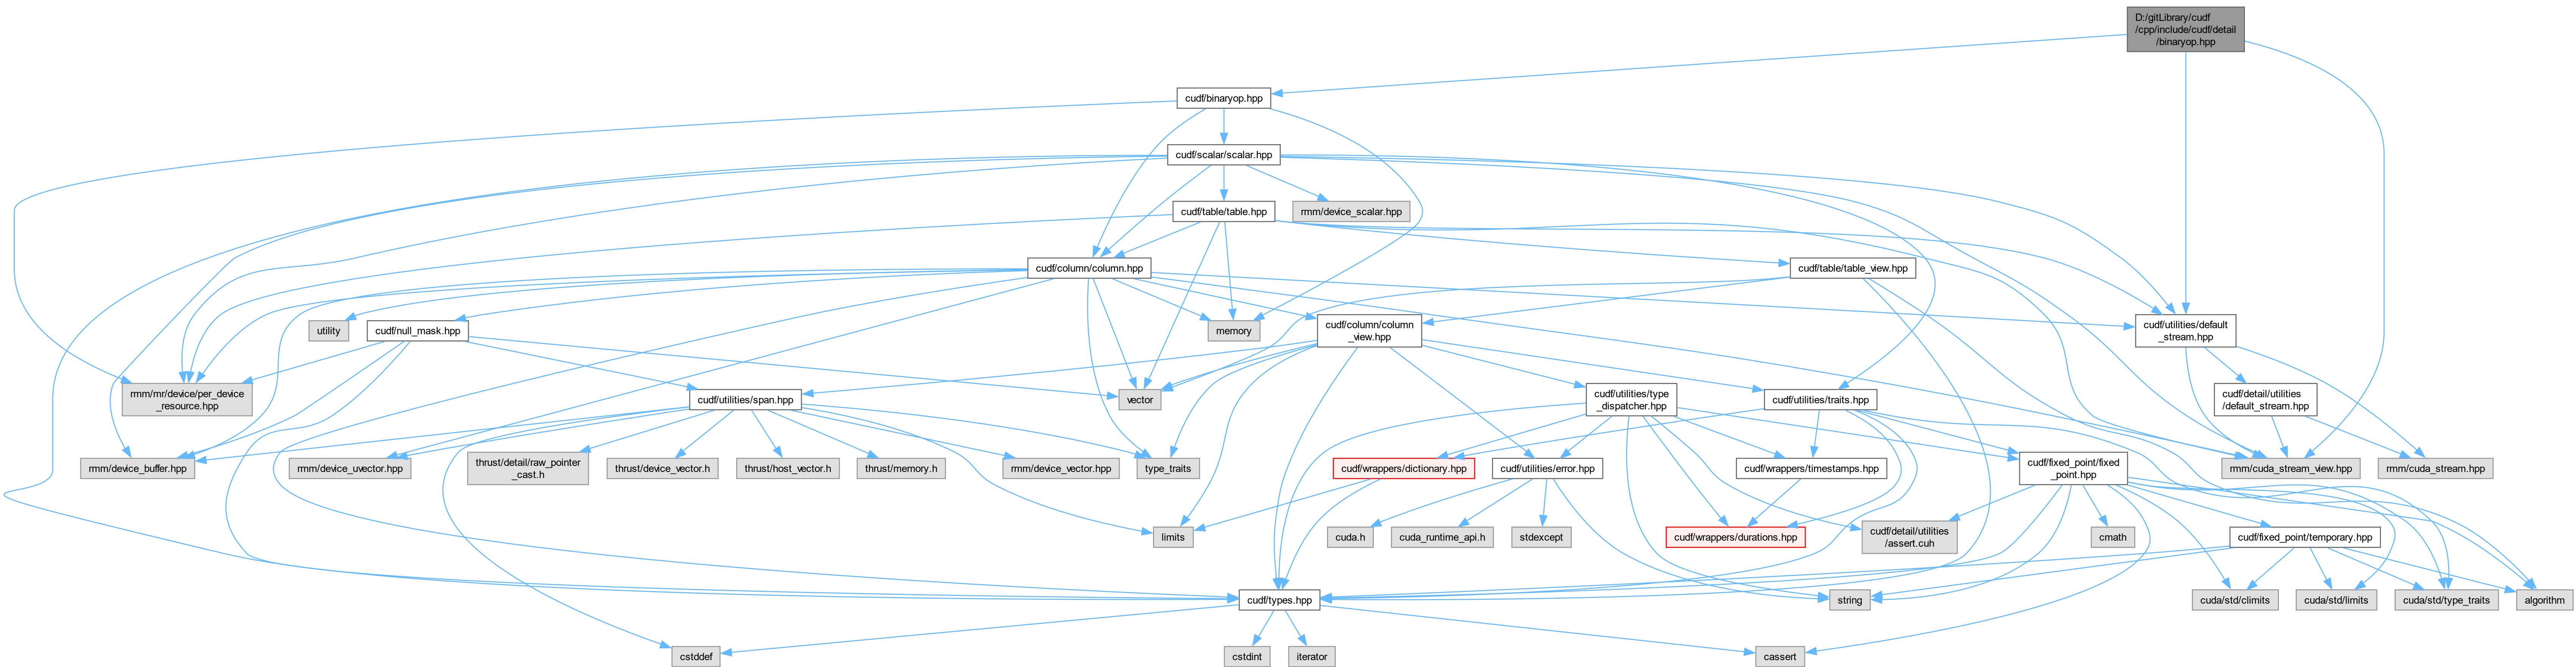 D:/gitLibrary/cudf
/cpp/include/cudf/detail
/binaryop.hpp
cudf/binaryop.hpp
cudf/scalar/scalar.hpp
cudf/table/table.hpp
rmm/device_scalar.hpp
cudf/column/column.hpp
cudf/table/table_view.hpp
utility
cudf/null_mask.hpp
memory
cudf/column/column
_view.hpp
cudf/utilities/default
_stream.hpp
rmm/mr/device/per_device
_resource.hpp
cudf/utilities/span.hpp
vector
cudf/utilities/type
_dispatcher.hpp
cudf/utilities/traits.hpp
cudf/detail/utilities
/default_stream.hpp
rmm/device_buffer.hpp
rmm/device_uvector.hpp
thrust/detail/raw_pointer
_cast.h
thrust/device_vector.h
thrust/host_vector.h
thrust/memory.h
rmm/device_vector.hpp
type_traits
cudf/wrappers/dictionary.hpp
cudf/utilities/error.hpp
cudf/wrappers/timestamps.hpp
cudf/fixed_point/fixed
_point.hpp
rmm/cuda_stream_view.hpp
rmm/cuda_stream.hpp
limits
cuda.h
cuda_runtime_api.h
stdexcept
cudf/wrappers/durations.hpp
cudf/detail/utilities
/assert.cuh
cmath
cudf/fixed_point/temporary.hpp
cudf/types.hpp
string
cuda/std/climits
cuda/std/limits
cuda/std/type_traits
algorithm
cstddef
cstdint
iterator
cassert